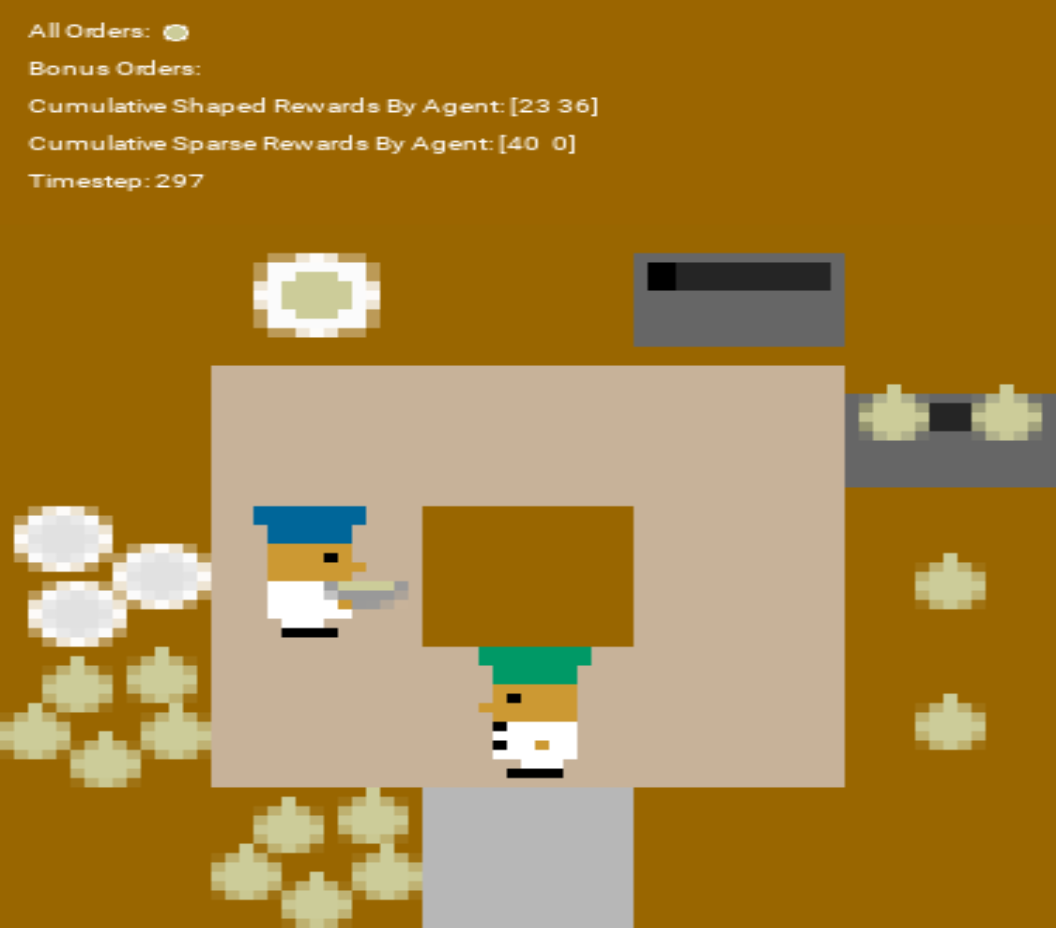 All Orders:
Bonus Orders:
Cumulative Shaped Rewards By Agent: [23 36]
Cumulative Sparse Rewards By Agent: [40  0]
Timestep: 297